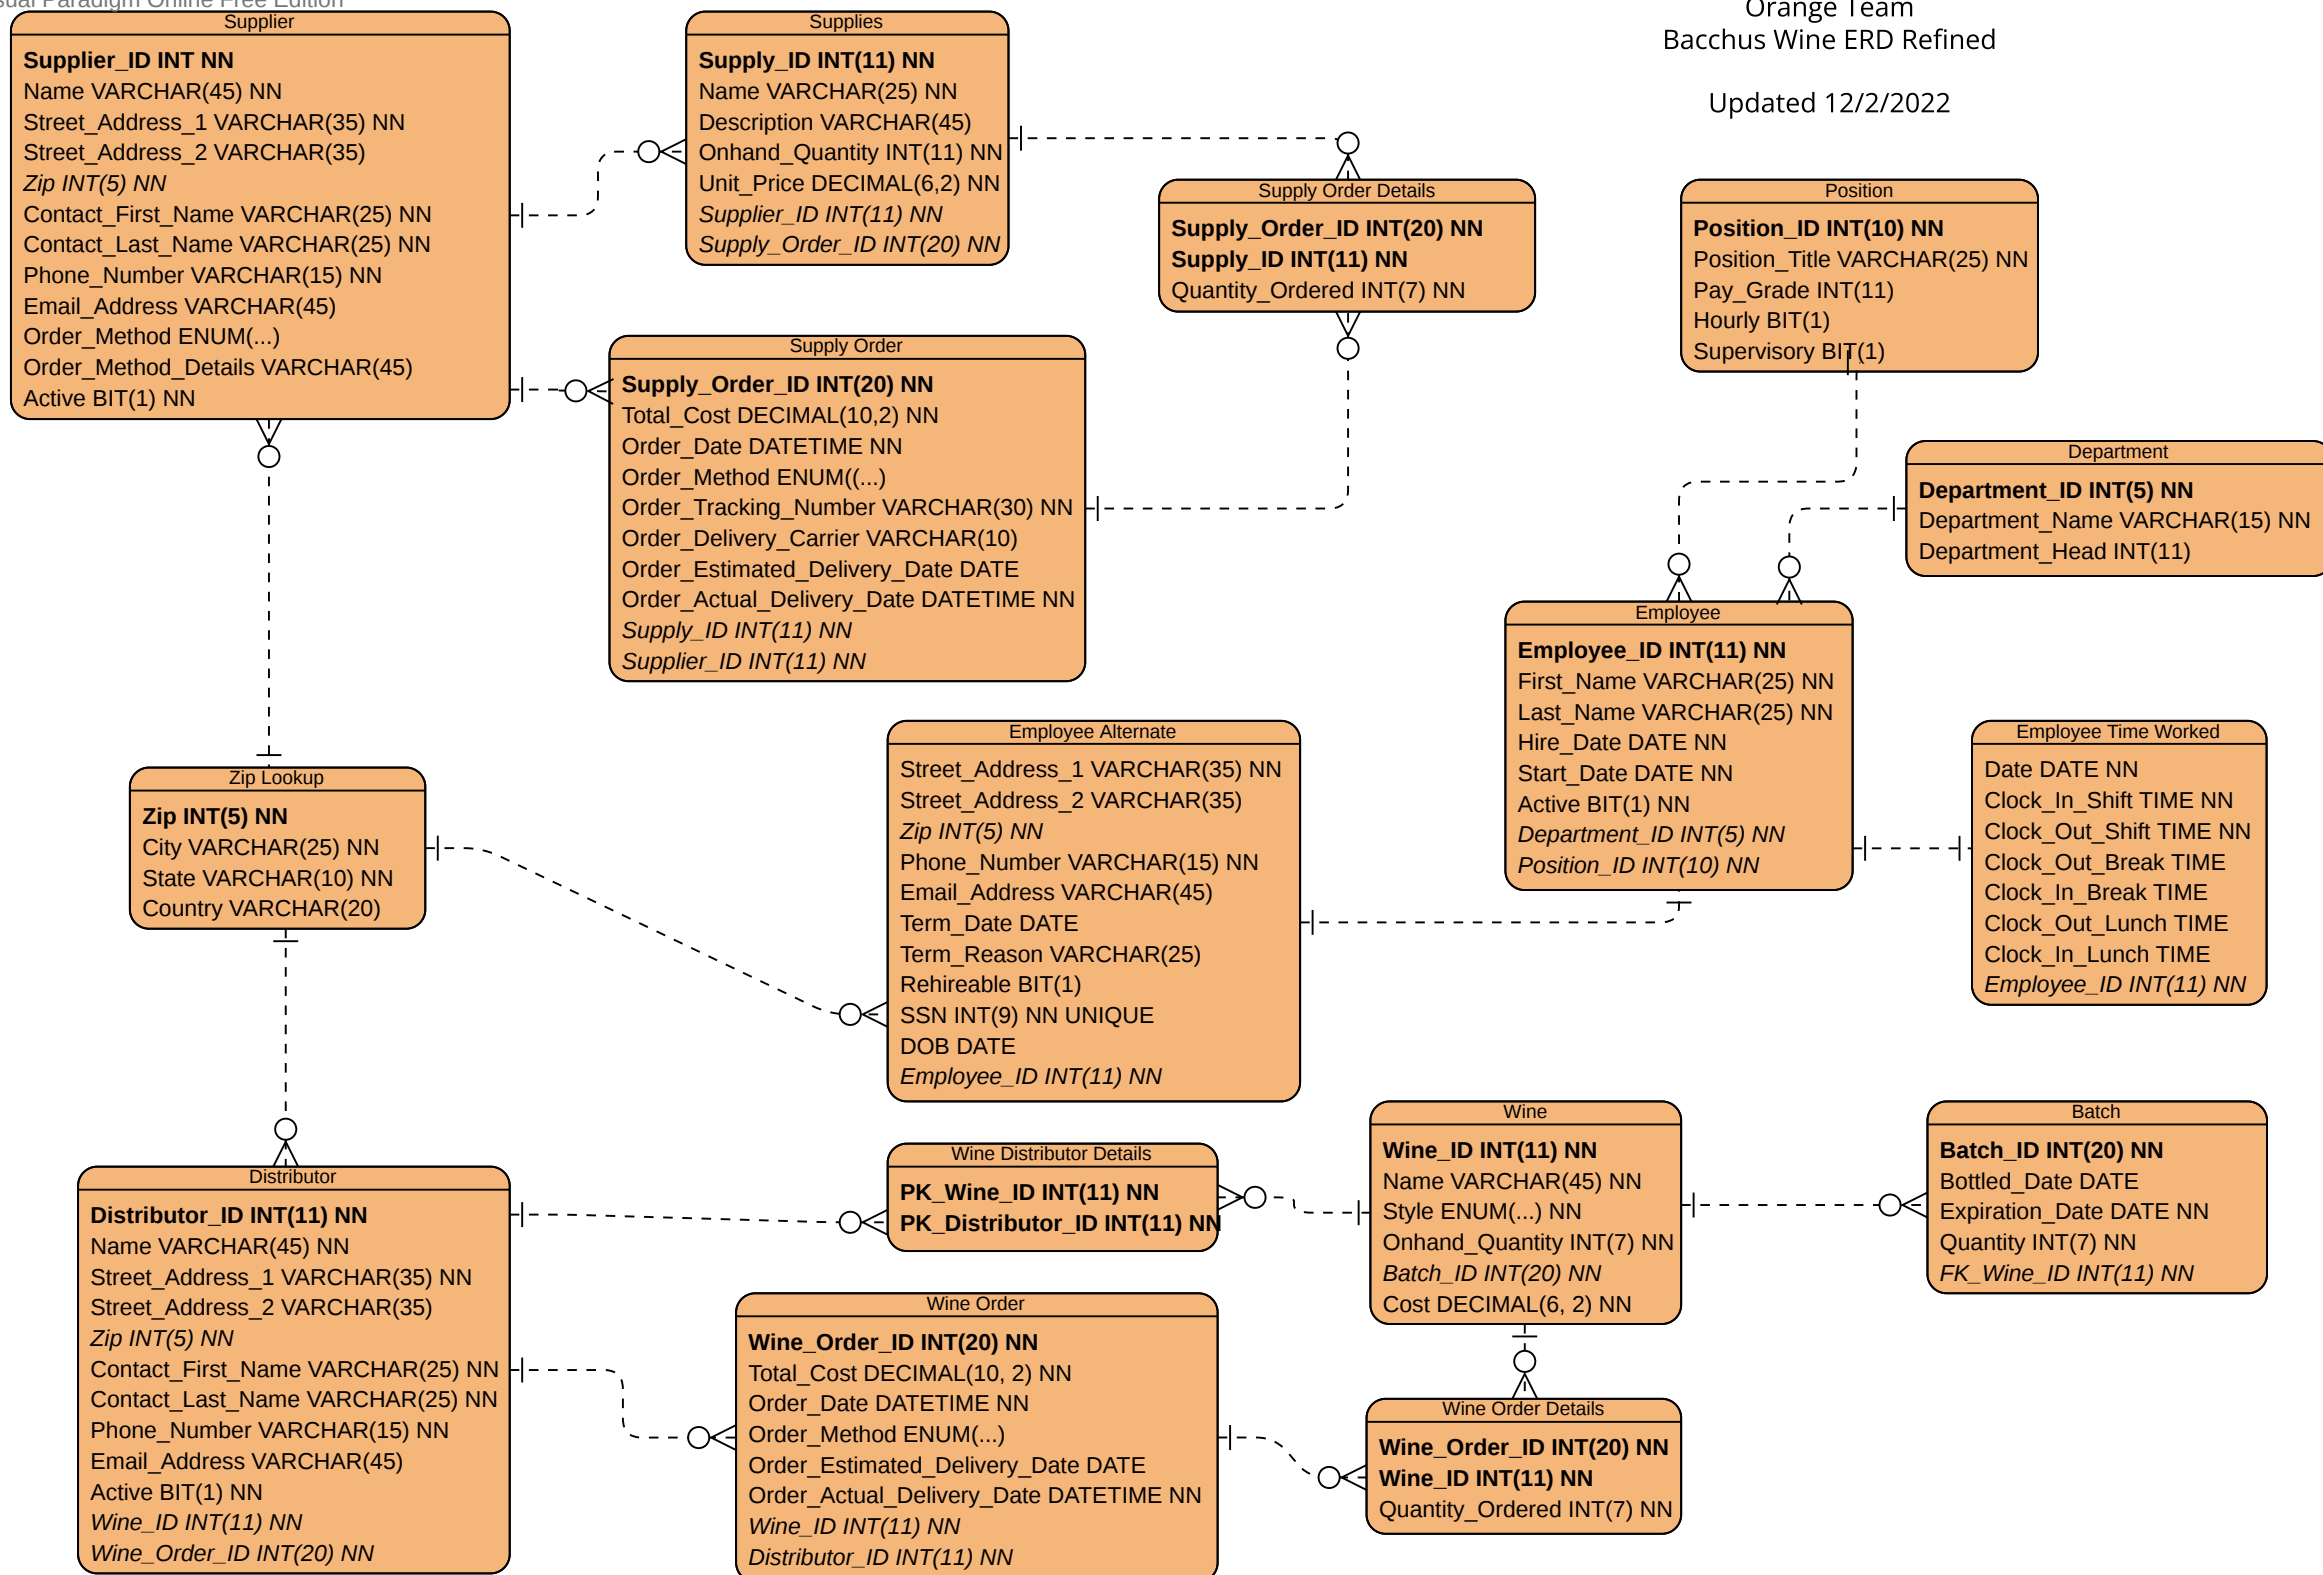 sual Paradigm Online Free Edition
Orange Team
Bacchus Wine ERD Refined
Updated 12/2/2022
Supplier
Supplier_ID INT NN
Name VARCHAR(45) NN
Street_Address_1 VARCHAR(35) NN
Street_Address_2 VARCHAR(35)
Zip INT(5) NN
Contact_First_Name VARCHAR(25) NN
Contact_Last_Name VARCHAR(25) NN
Phone_Number VARCHAR(15) NN
Email_Address VARCHAR(45)
Order_Method ENUM(...)
Order_Method_Details VARCHAR(45)
Active BIT(1) NN
Supplies
Supply_ID INT(11) NN
Name VARCHAR(25) NN
Description VARCHAR(45)
Onhand_Quantity INT(11) NN
Unit_Price DECIMAL(6,2) NN
Supplier_ID INT(11) NN
Supply_Order_ID INT(20) NN
Supply Order Details
Supply_Order_ID INT(20) NN
Supply_ID INT(11) NN
Quantity_Ordered INT(7) NN
Position
Position_ID INT(10) NN
Position_Title VARCHAR(25) NN
Pay_Grade INT(11)
Hourly BIT(1)
Supervisory BIT(1)
Supply Order
Supply_Order_ID INT(20) NN
Total_Cost DECIMAL(10,2) NN
Order_Date DATETIME NN
Order_Method ENUM((...)
Order_Tracking_Number VARCHAR(30) NN
Order_Delivery_Carrier VARCHAR(10)
Order_Estimated_Delivery_Date DATE
Order_Actual_Delivery_Date DATETIME NN
Supply_ID INT(11) NN
Supplier_ID INT(11) NN
Department
Department_ID INT(5) NN
Department_Name VARCHAR(15) NN
Department_Head INT(11)
Employee
Employee_ID INT(11) NN
First_Name VARCHAR(25) NN
Last_Name VARCHAR(25) NN
Hire_Date DATE NN
Start_Date DATE NN
Active BIT(1) NN
Department_ID INT(5) NN
Position_ID INT(10) NN
Zip Lookup
Zip INT(5) NN
City VARCHAR(25) NN
State VARCHAR(10) NN
Country VARCHAR(20)
Employee Alternate
Street_Address_1 VARCHAR(35) NN
Street_Address_2 VARCHAR(35)
Zip INT(5) NN
Phone_Number VARCHAR(15) NN
Email_Address VARCHAR(45)
Term_Date DATE
Term_Reason VARCHAR(25)
Rehireable BIT(1)
SSN INT(9) NN UNIQUE
DOB DATE
Employee_ID INT(11) NN
Employee Time Worked
Date DATE NN
Clock_In_Shift TIME NN
Clock_Out_Shift TIME NN
Clock_Out_Break TIME
Clock_In_Break TIME
Clock_Out_Lunch TIME
Clock_In_Lunch TIME
Employee_ID INT(11) NN
Distributor
Distributor_ID INT(11) NN
Name VARCHAR(45) NN
Street_Address_1 VARCHAR(35) NN
Street_Address_2 VARCHAR(35)
Zip INT(5) NN
Contact_First_Name VARCHAR(25) NN
Contact_Last_Name VARCHAR(25) NN
Phone_Number VARCHAR(15) NN
Email_Address VARCHAR(45)
Active BIT(1) NN
Wine_ID INT(11) NN
Wine_Order_ID INT(20) NN
Wine Distributor Details
PK_Wine_ID INT(11) NN
PK_Distributor_ID INT(11) NN
Wine
Wine_ID INT(11) NN
Name VARCHAR(45) NN
Style ENUM(...) NN
Onhand_Quantity INT(7) NN
Batch_ID INT(20) NN
Cost DECIMAL(6, 2) NN
Batch
Batch_ID INT(20) NN
Bottled_Date DATE
Expiration_Date DATE NN
Quantity INT(7) NN
FK_Wine_ID INT(11) NN
Wine Order
Wine_Order_ID INT(20) NN
Total_Cost DECIMAL(10, 2) NN
Order_Date DATETIME NN
Order_Method ENUM(...)
Order_Estimated_Delivery_Date DATE
Order_Actual_Delivery_Date DATETIME NN
Wine_ID INT(11) NN
Distributor_ID INT(11) NN
Wine Order Details
Wine_Order_ID INT(20) NN
Wine_ID INT(11) NN
Quantity_Ordered INT(7) NN